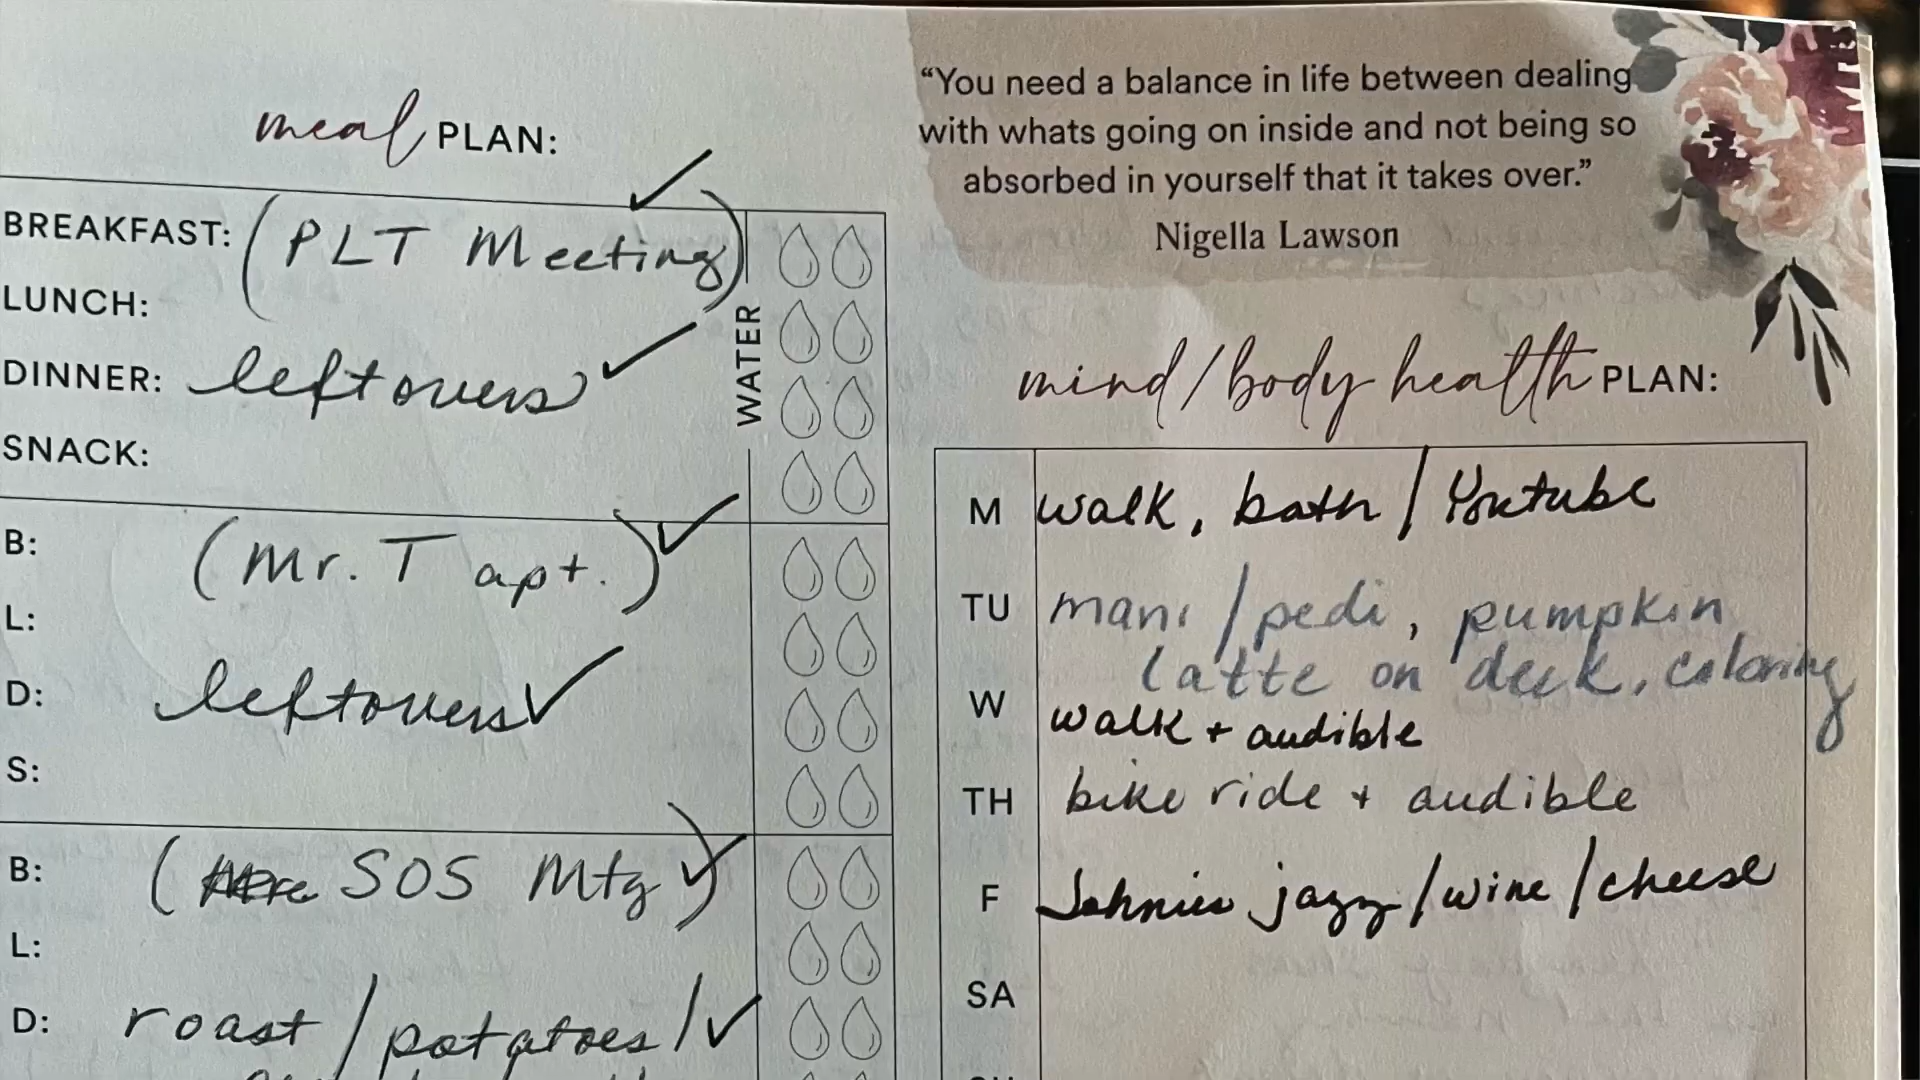 meal PLAN:
BREAKFAST: (PLT Meeting)
LUNCH:
DINNER: leftovers
SNACK:
WATER
B: (Mr. T apt.)
L:
D: leftovers
S:
B: ( SOS Mtg)
L:
D: roast / potatoes /
“You need a balance in life between dealing
with whats going on inside and not being so
absorbed in yourself that it takes over.”
Nigella Lawson
mind/body health PLAN:
M walk, bath / Youtube
TU mani / pedi, pumpkin
latte on deck, coloring
W walk + audible
TH bike ride + audible
F Johnies jazz / wine / cheese
SA